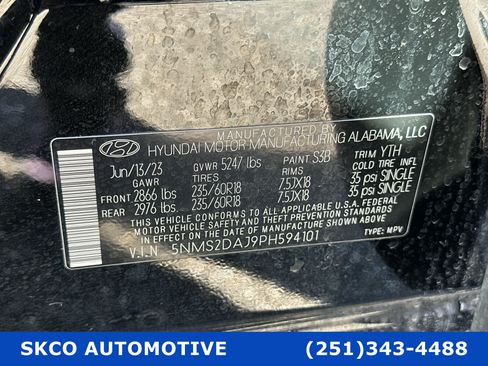 MANUFACTURED BY
HYUNDAI MOTOR MANUFACTURING ALABAMA, LLC
Jun/13/23 GVWR 5247 lbs PAINT S3B TRIM YTH
GAWR TIRES RIMS COLD TIRE INFL
FRONT 2866 lbs 235/60R18 7.5JX18 35 psi SINGLE
REAR 2976 lbs. 235/60R18 7.5JX18 35 psi SINGLE
THIS VEHICLE CONFORMS TO ALL APPLICABLE U.S.A. FEDERAL
MOTOR VEHICLE SAFETY, BUMPER, AND THEFT PREVENTION
STANDARDS IN EFFECT ON THE DATE OF MANUFACTURE SHOWN ABOVE.
V.I.N 5NMS2DAJ9PH594101 TYPE: MPV
SKCO AUTOMOTIVE (251)343-4488